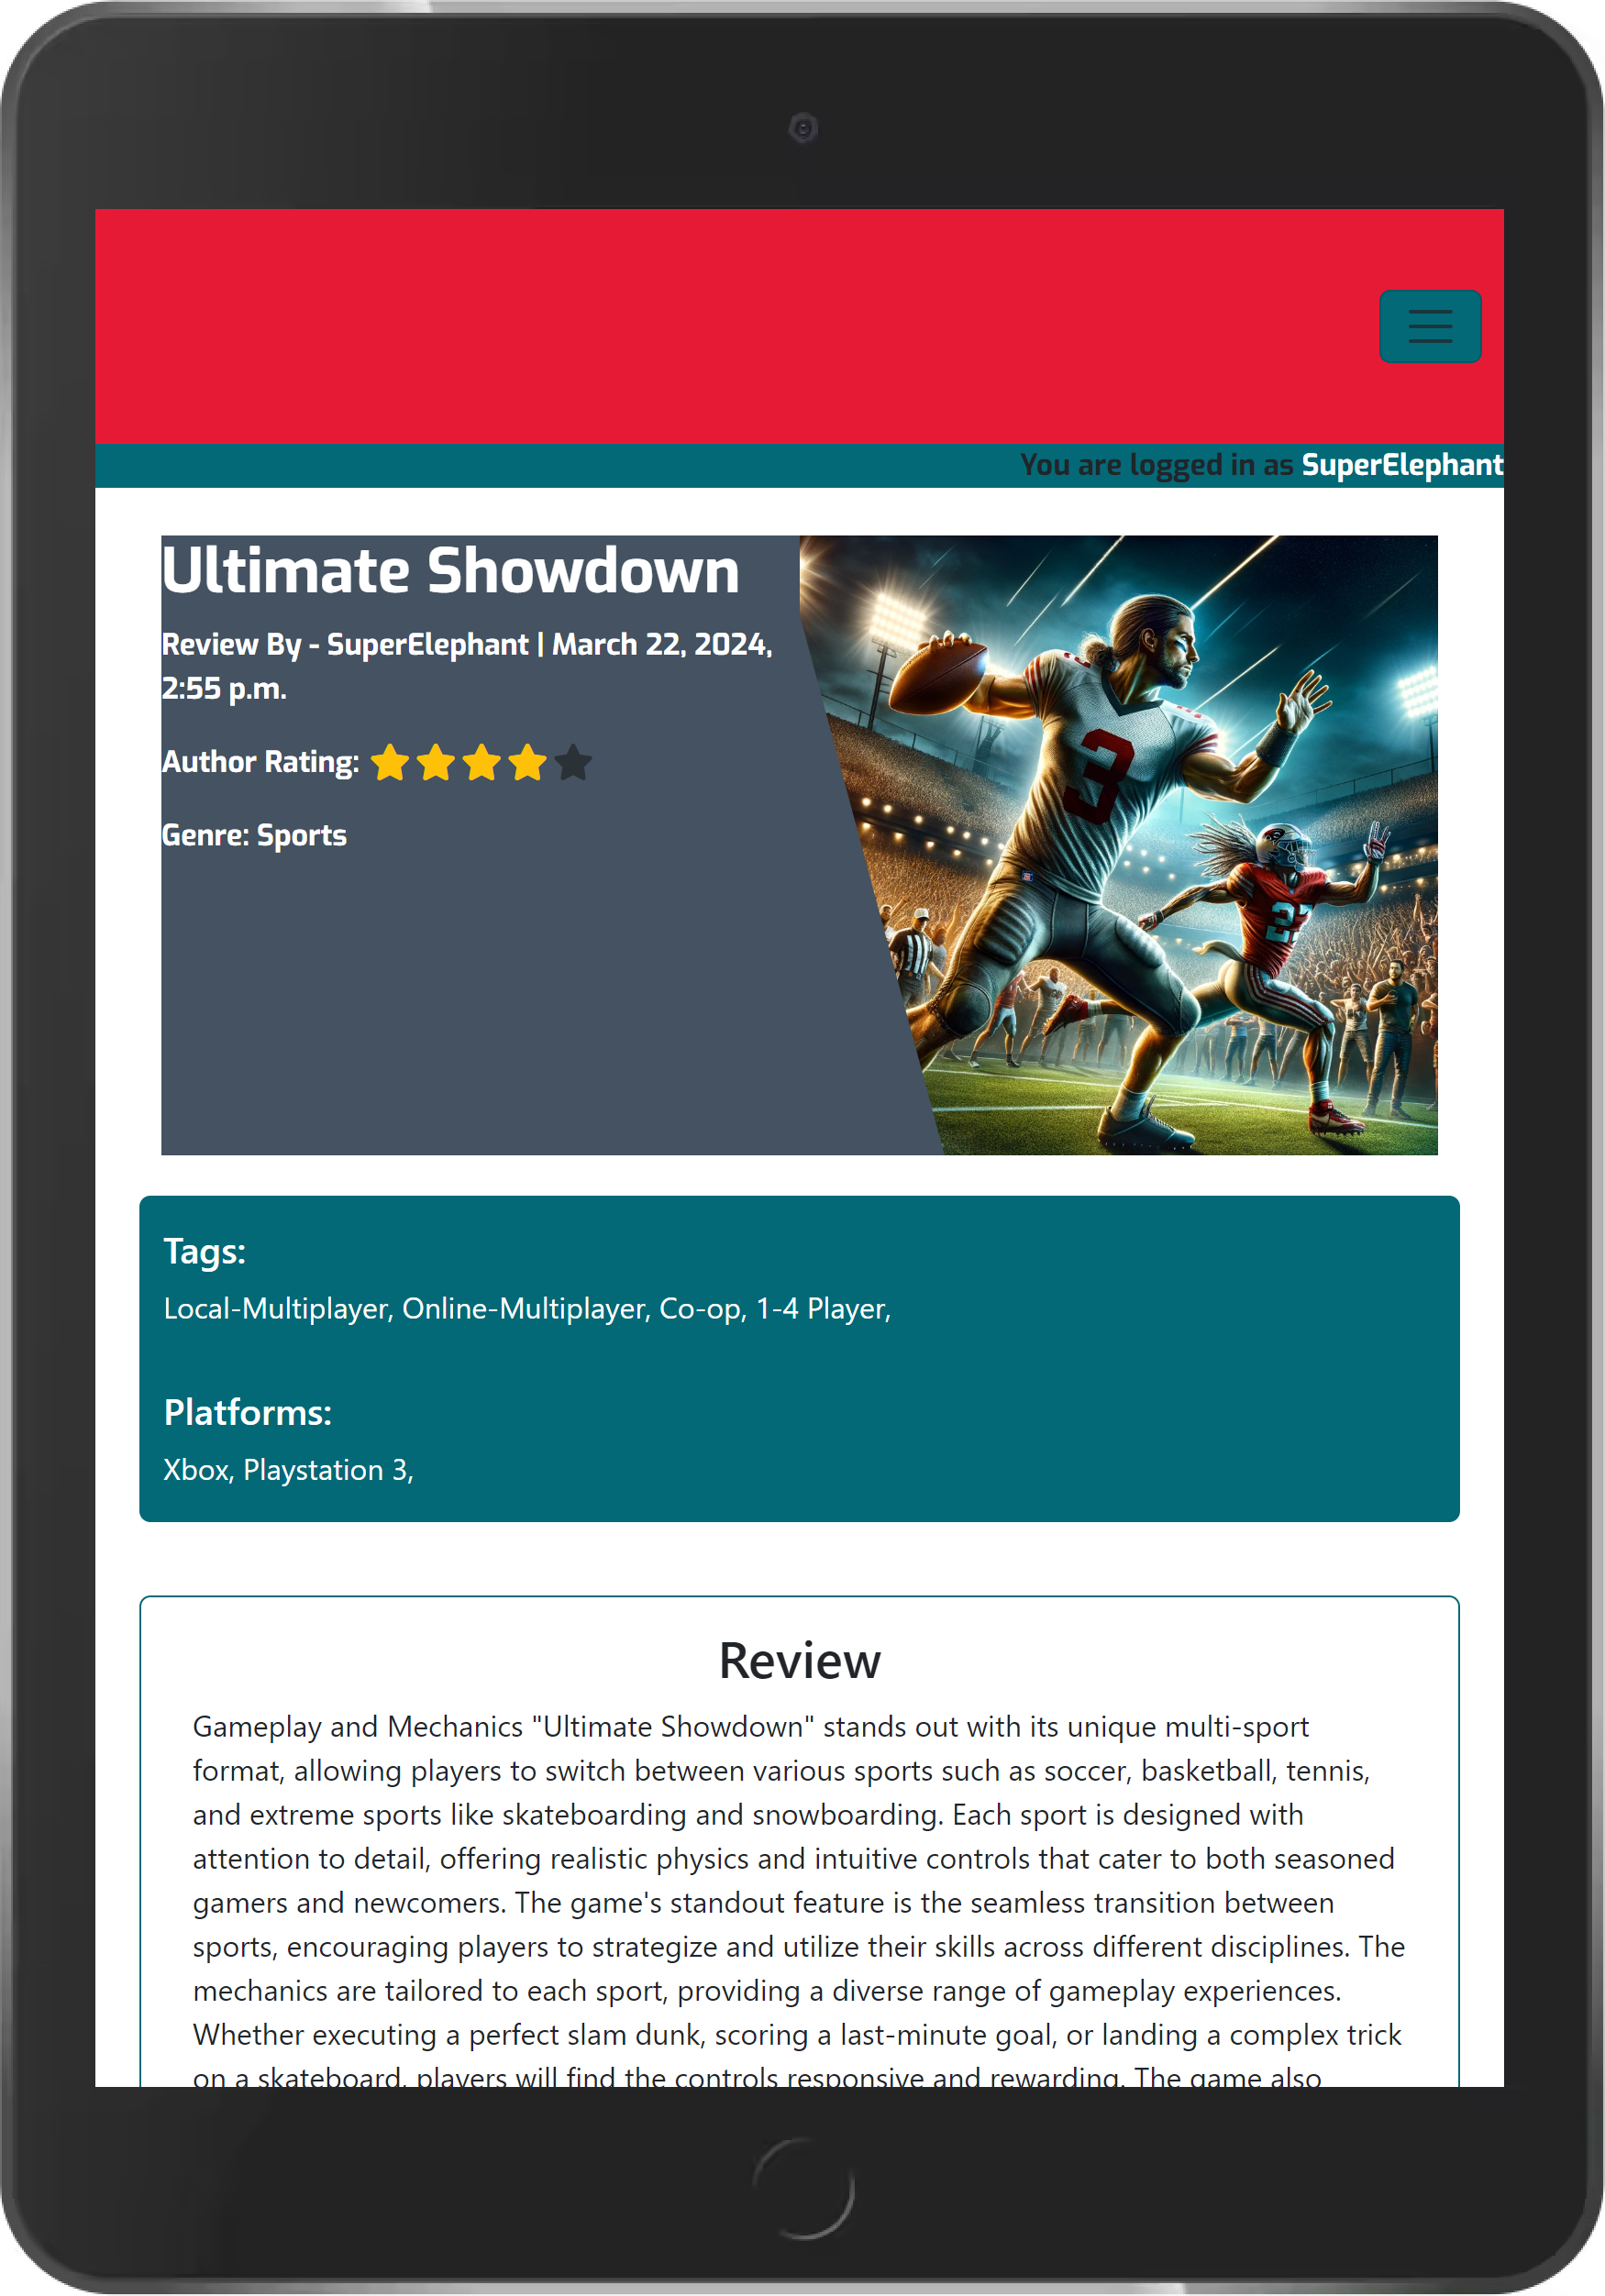 You are logged in as SuperElephant
Ultimate Showdown
Review By - SuperElephant | March 22, 2024,
2:55 p.m.
Author Rating:
Genre: Sports
3
23
Tags:
Local-Multiplayer, Online-Multiplayer, Co-op, 1-4 Player,
Platforms:
Xbox, Playstation 3,
Review
Gameplay and Mechanics "Ultimate Showdown" stands out with its unique multi-sport
format, allowing players to switch between various sports such as soccer, basketball, tennis,
and extreme sports like skateboarding and snowboarding. Each sport is designed with
attention to detail, offering realistic physics and intuitive controls that cater to both seasoned
gamers and newcomers. The game's standout feature is the seamless transition between
sports, encouraging players to strategize and utilize their skills across different disciplines. The
mechanics are tailored to each sport, providing a diverse range of gameplay experiences.
Whether executing a perfect slam dunk, scoring a last-minute goal, or landing a complex trick
on a skateboard, players will find the controls responsive and rewarding. The game also